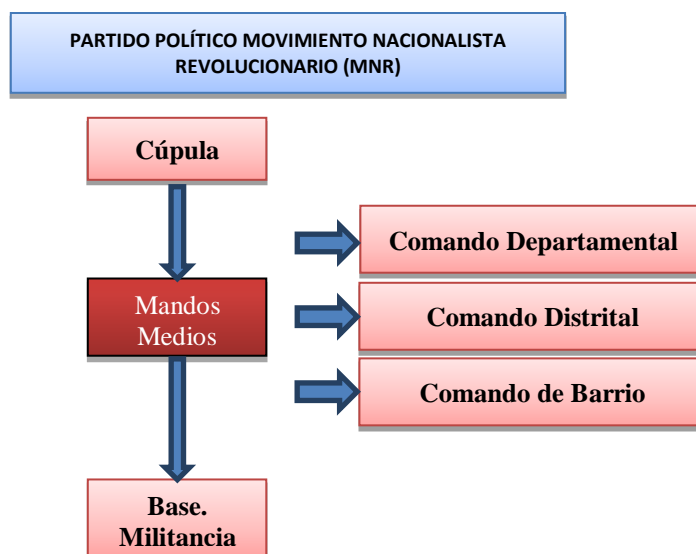 PARTIDO POLÍTICO MOVIMIENTO NACIONALISTA
REVOLUCIONARIO (MNR)
Cúpula
Comando Departamental
Mandos
Medios
Comando Distrital
Comando de Barrio
Base.
Militancia